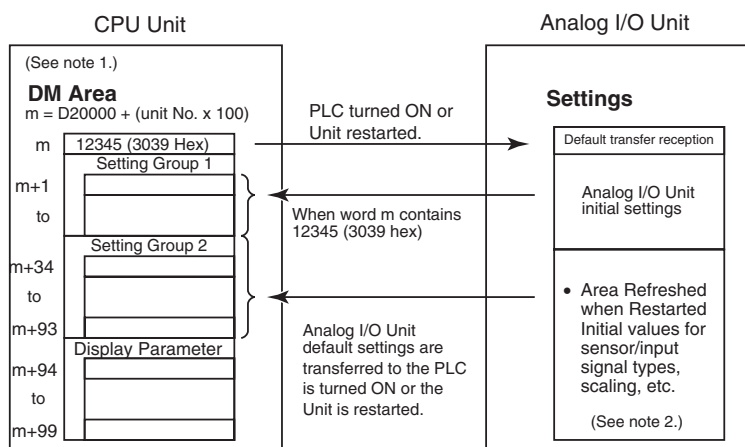 CPU Unit
Analog I/O Unit
(See note 1.)
DM Area
m = D20000 + (unit No. x 100)
m
12345 (3039 Hex)
Setting Group 1
m+1
to
Setting Group 2
m+34
to
m+93
Display Parameter
m+94
to
m+99
PLC turned ON or
Unit restarted.
When word m contains
12345 (3039 hex)
Analog I/O Unit
default settings are
transferred to the PLC
is turned ON or the
Unit is restarted.
Settings
Default transfer reception
Analog I/O Unit
initial settings
• Area Refreshed
when Restarted
Initial values for
sensor/input
signal types,
scaling, etc.
(See note 2.)